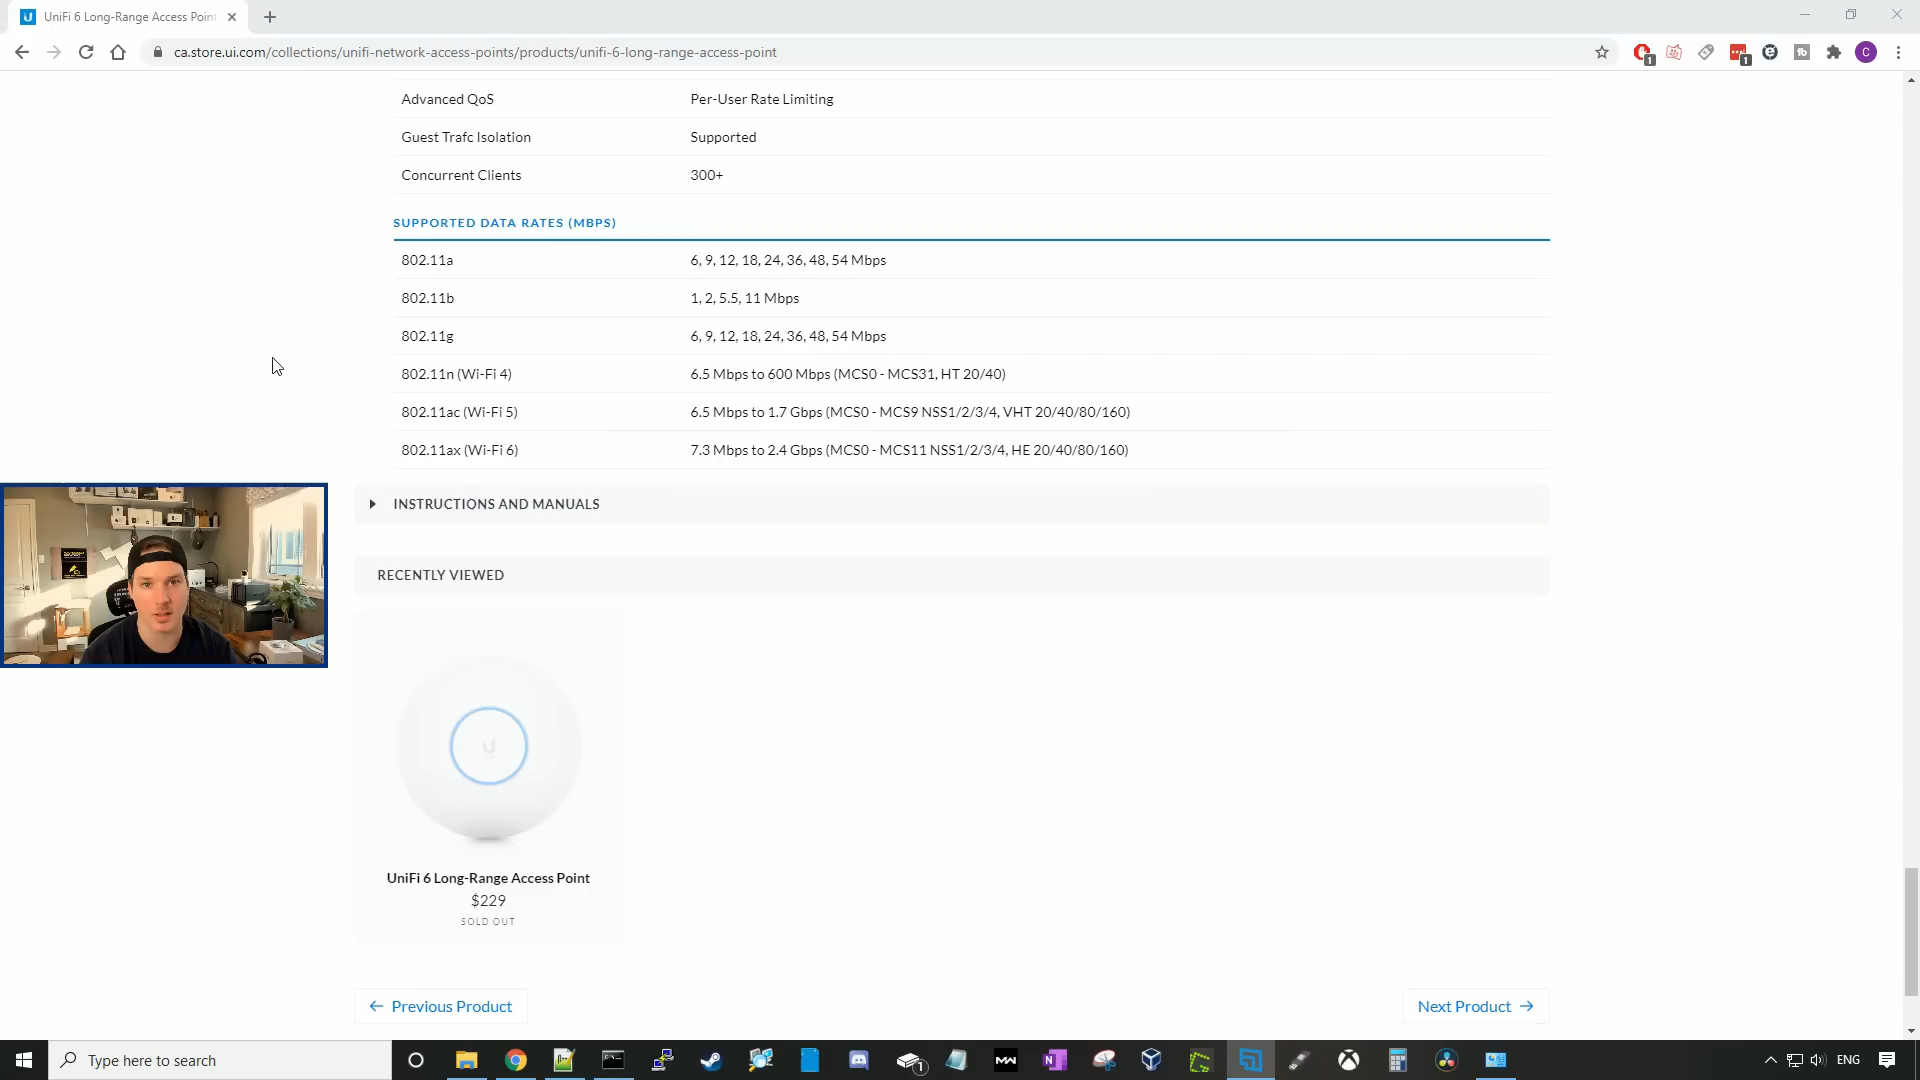 UniFi 6 Long-Range Access Point
ca.store.ui.com/collections/unifi-network-access-points/products/unifi-6-long-range-access-point
1
1
C
Advanced QoS Per-User Rate Limiting
Guest Trafc Isolation Supported
Concurrent Clients 300+
SUPPORTED DATA RATES (MBPS)
802.11a 6, 9, 12, 18, 24, 36, 48, 54 Mbps
802.11b 1, 2, 5.5, 11 Mbps
802.11g 6, 9, 12, 18, 24, 36, 48, 54 Mbps
802.11n (Wi-Fi 4) 6.5 Mbps to 600 Mbps (MCS0 - MCS31, HT 20/40)
802.11ac (Wi-Fi 5) 6.5 Mbps to 1.7 Gbps (MCS0 - MCS9 NSS1/2/3/4, VHT 20/40/80/160)
802.11ax (Wi-Fi 6) 7.3 Mbps to 2.4 Gbps (MCS0 - MCS11 NSS1/2/3/4, HE 20/40/80/160)
INSTRUCTIONS AND MANUALS
RECENTLY VIEWED
UniFi 6 Long-Range Access Point
$229
SOLD OUT
← Previous Product
Next Product →
Type here to search
1
MW
N
ENG